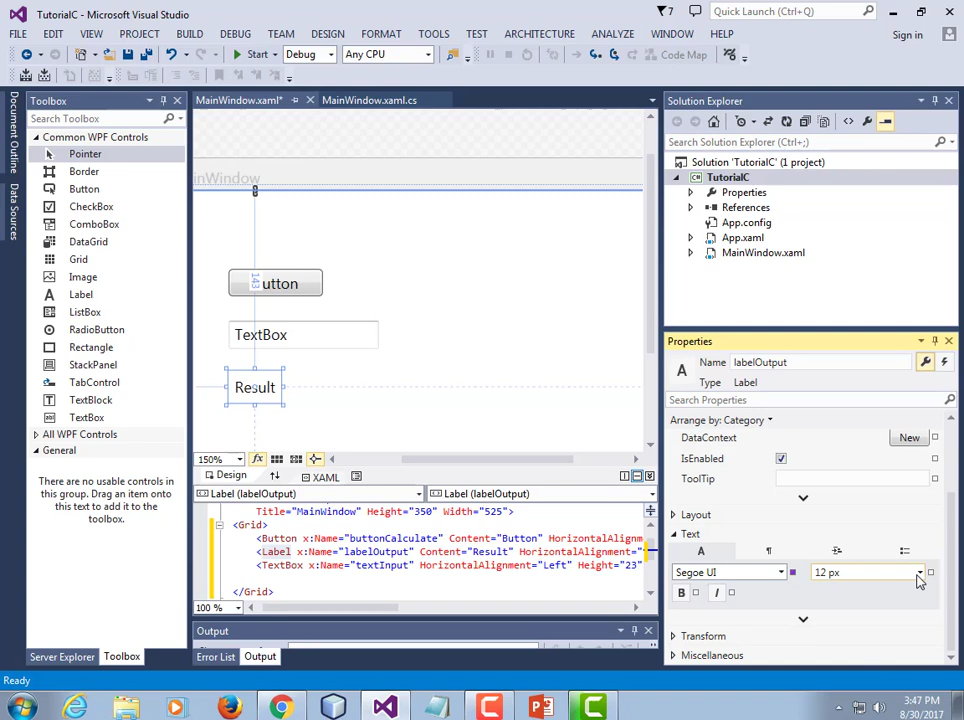 TutorialC - Microsoft Visual Studio
7
Quick Launch (Ctrl+Q)
FILE EDIT VIEW PROJECT BUILD DEBUG TEAM DESIGN FORMAT TOOLS TEST ARCHITECTURE ANALYZE WINDOW HELP
Sign in
Start Debug Any CPU Code Map
Document Outline
Data Sources
Toolbox
Search Toolbox
Common WPF Controls
Pointer
Border
Button
CheckBox
ComboBox
DataGrid
Grid
Image
Label
ListBox
RadioButton
Rectangle
StackPanel
TabControl
TextBlock
TextBox
All WPF Controls
General
There are no usable controls in
this group. Drag an item onto
this text to add it to the
toolbox.
Server Explorer Toolbox
MainWindow.xaml* MainWindow.xaml.cs
inWindow
143
utton
TextBox
Result
150% fx
Design XAML
Label (labelOutput) Label (labelOutput)
Title="MainWindow" Height="350" Width="525">
<Grid>
<Button x:Name="buttonCalculate" Content="Button" HorizontalAlignm
<Label x:Name="labelOutput" Content="Result" HorizontalAlignment="
<TextBox x:Name="textInput" HorizontalAlignment="Left" Height="23"
</Grid>
100 %
Output
Error List Output
Solution Explorer
Search Solution Explorer (Ctrl+;)
Solution 'TutorialC' (1 project)
C# TutorialC
Properties
References
App.config
App.xaml
MainWindow.xaml
Properties
A
Name labelOutput
Type Label
Search Properties
Arrange by: Category
DataContext New
IsEnabled
ToolTip
Layout
Text
A ¶
Segoe UI 12 px
B I
Transform
Miscellaneous
Ready
3:47 PM
8/30/2017